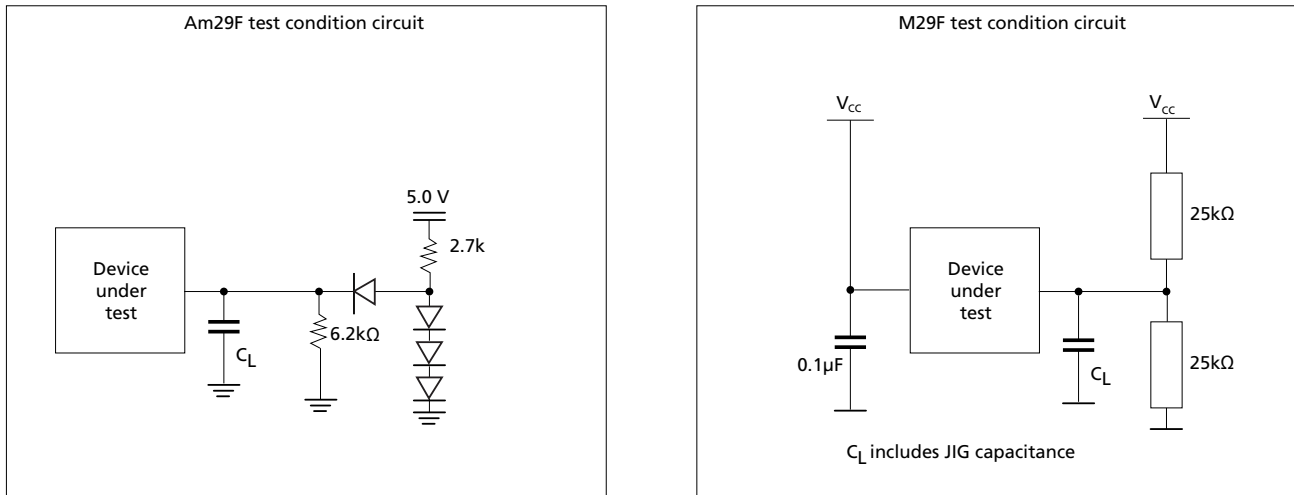 Am29F test condition circuit
5.0 V
2.7k
Device
under
test
6.2kΩ
CL
M29F test condition circuit
Vcc
Vcc
25kΩ
Device
under
test
0.1µF
CL
25kΩ
CL includes JIG capacitance